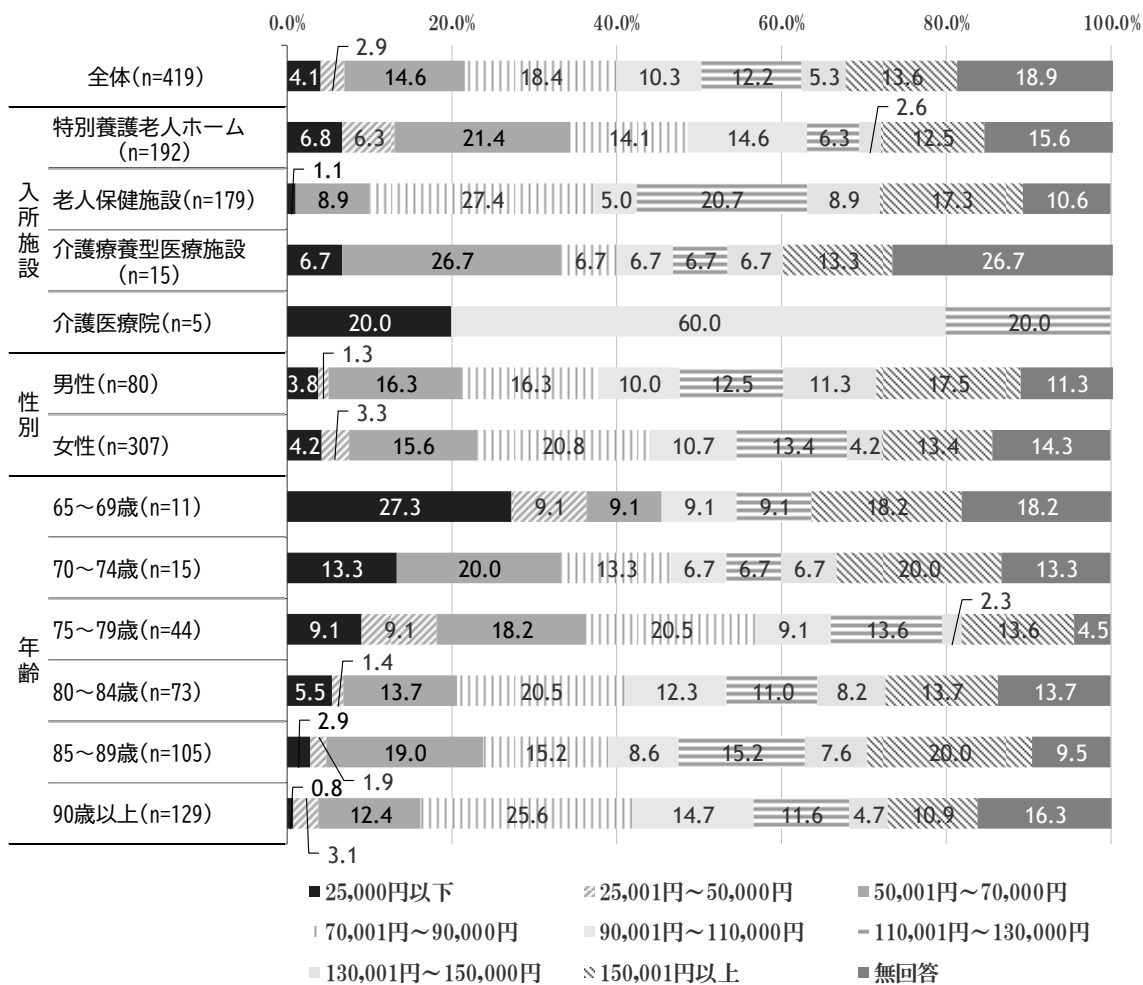 0.0% 20.0% 40.0% 60.0% 80.0% 100.0%
全体(n=419) 4.1 2.9 14.6 18.4 10.3 12.2 5.3 13.6 18.9
入所施設
特別養護老人ホーム
(n=192) 6.8 6.3 21.4 14.1 14.6 6.3 2.6 12.5 15.6
老人保健施設(n=179) 1.1 8.9 27.4 5.0 20.7 8.9 17.3 10.6
介護療養型医療施設
(n=15) 6.7 26.7 6.7 6.7 6.7 6.7 13.3 26.7
介護医療院(n=5) 20.0 60.0 20.0
性別
男性(n=80) 3.8 1.3 16.3 16.3 10.0 12.5 11.3 17.5 11.3
女性(n=307) 4.2 3.3 15.6 20.8 10.7 13.4 4.2 13.4 14.3
年齢
65～69歳(n=11) 27.3 9.1 9.1 9.1 9.1 18.2 18.2
70～74歳(n=15) 13.3 20.0 13.3 6.7 6.7 6.7 20.0 13.3
75～79歳(n=44) 9.1 9.1 18.2 20.5 9.1 13.6 2.3 13.6 4.5
80～84歳(n=73) 5.5 1.4 13.7 20.5 12.3 11.0 8.2 13.7 13.7
85～89歳(n=105) 2.9 1.9 19.0 15.2 8.6 15.2 7.6 20.0 9.5
90歳以上(n=129) 0.8 3.1 12.4 25.6 14.7 11.6 4.7 10.9 16.3
25,000円以下 25,001円～50,000円 50,001円～70,000円
70,001円～90,000円 90,001円～110,000円 110,001円～130,000円
130,001円～150,000円 150,001円以上 無回答